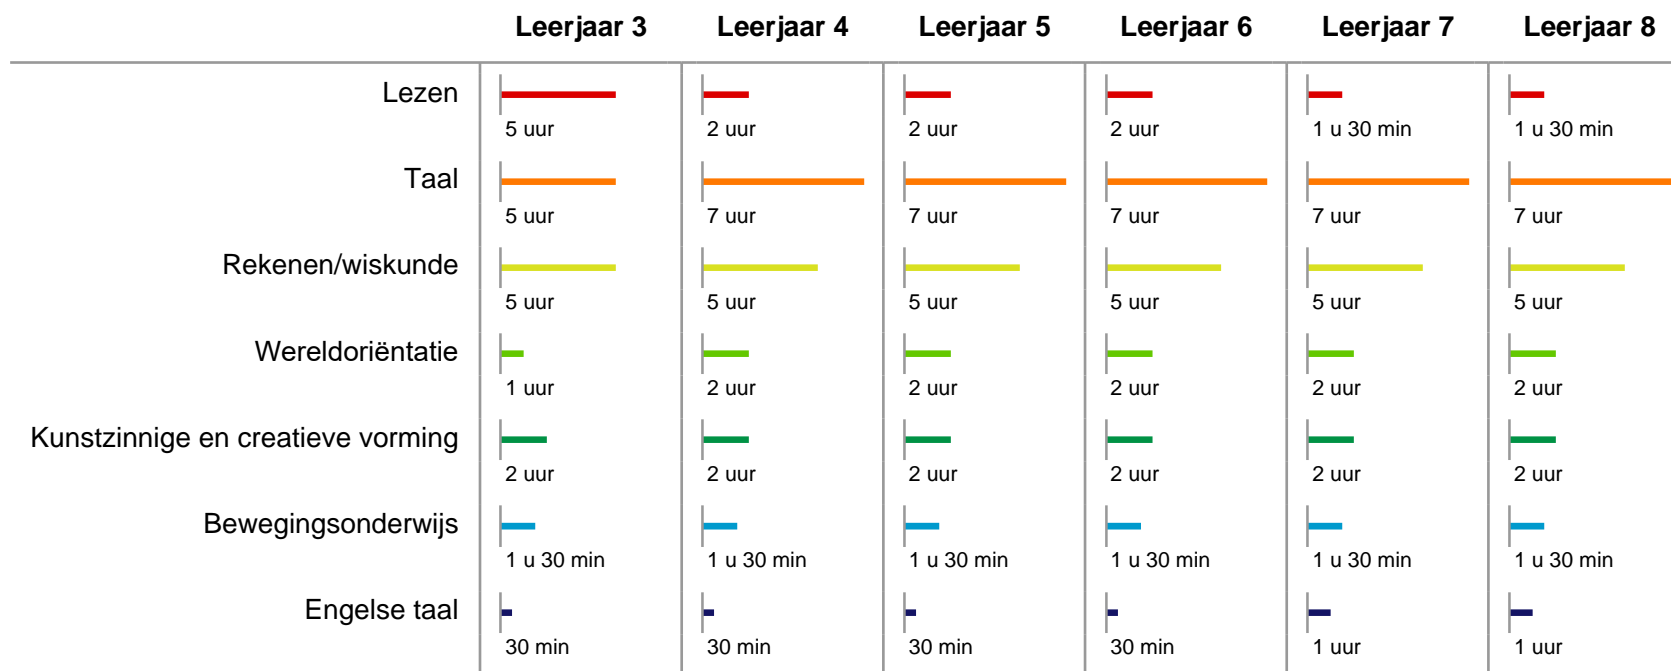 Leerjaar 3 Leerjaar 4 Leerjaar 5 Leerjaar 6 Leerjaar 7 Leerjaar 8
Lezen
5 uur 2 uur 2 uur 2 uur 1 u 30 min 1 u 30 min
Taal
5 uur 7 uur 7 uur 7 uur 7 uur 7 uur
Rekenen/wiskunde
5 uur 5 uur 5 uur 5 uur 5 uur 5 uur
Wereldoriëntatie
1 uur 2 uur 2 uur 2 uur 2 uur 2 uur
Kunstzinnige en creatieve vorming
2 uur 2 uur 2 uur 2 uur 2 uur 2 uur
Bewegingsonderwijs
1 u 30 min 1 u 30 min 1 u 30 min 1 u 30 min 1 u 30 min 1 u 30 min
Engelse taal
30 min 30 min 30 min 30 min 1 uur 1 uur